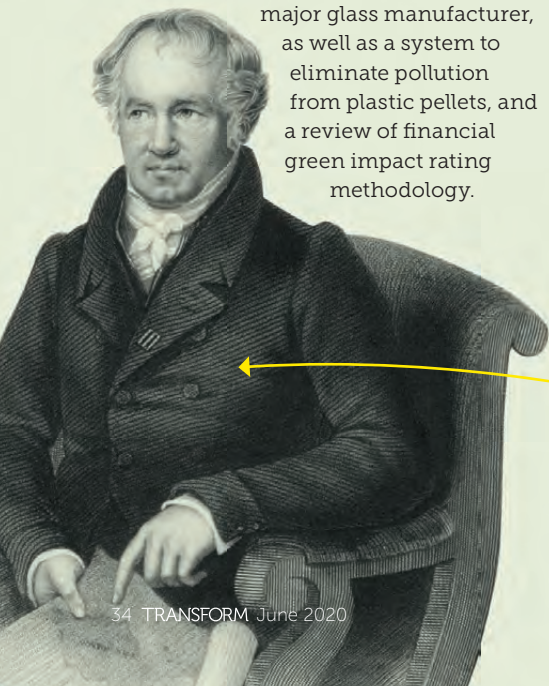 major glass manufacturer,
as well as a system to
eliminate pollution
from plastic pellets, and
a review of financial
green impact rating
methodology.
34 TRANSFORM June 2020